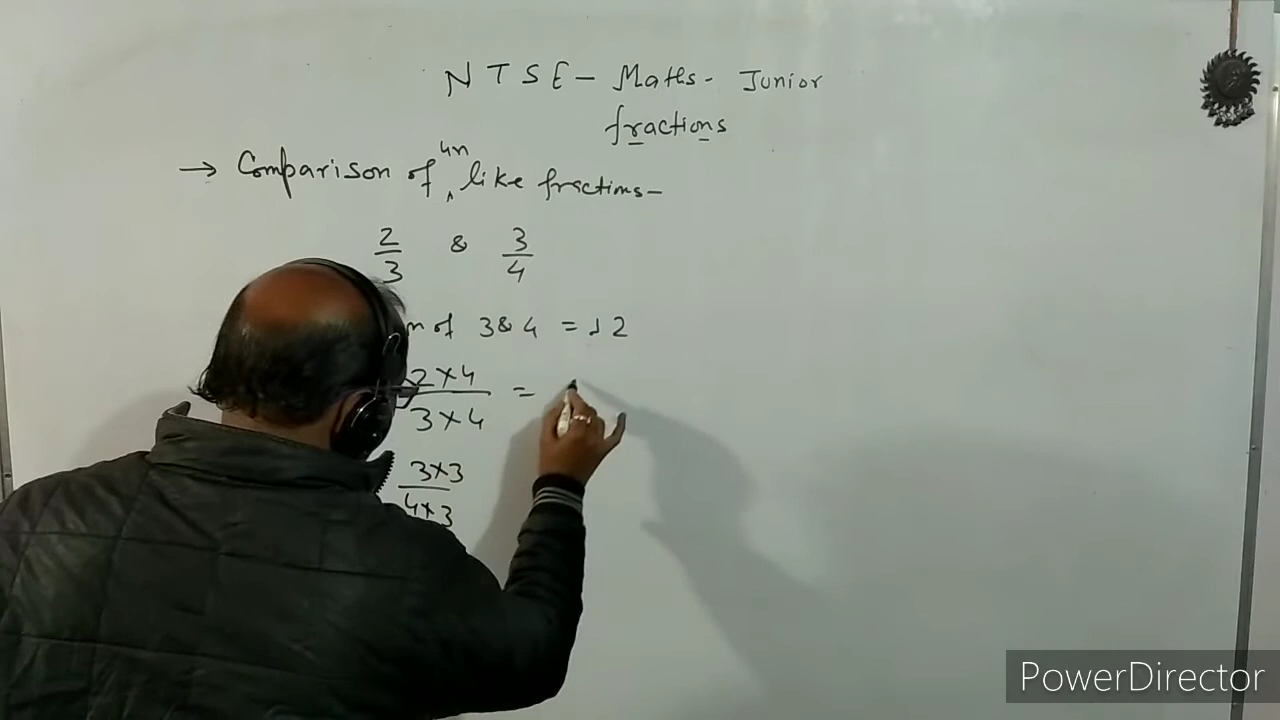 NTSE - Maths - Junior
fractions
→ Comparison of un like fractions -
2/3 & 3/4
of 3 & 4 = 12
2×4/3×4 =
3×3/4×3
PowerDirector